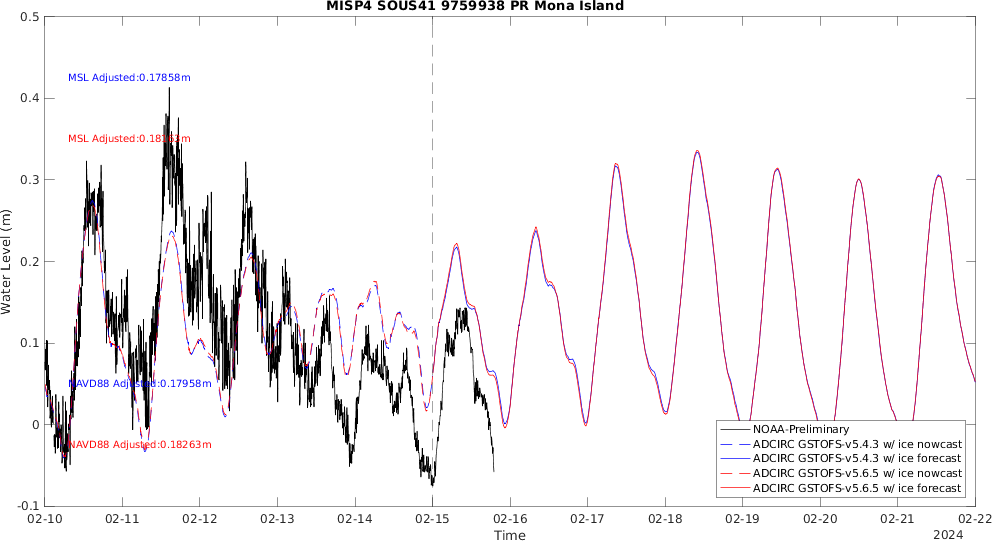 MISP4 SOUS41 9759938 PR Mona Island
0.5
0.4
0.3
0.2
0.1
0
-0.1
Water Level (m)
MSL Adjusted:0.17858m
MSL Adjusted:0.18163m
NAVD88 Adjusted:0.17958m
NAVD88 Adjusted:0.18263m
NOAA-Preliminary
ADCIRC GSTOFS-v5.4.3 w/ ice nowcast
ADCIRC GSTOFS-v5.4.3 w/ ice forecast
ADCIRC GSTOFS-v5.6.5 w/ ice nowcast
ADCIRC GSTOFS-v5.6.5 w/ ice forecast
02-10 02-11 02-12 02-13 02-14 02-15 02-16 02-17 02-18 02-19 02-20 02-21 02-22
Time
2024